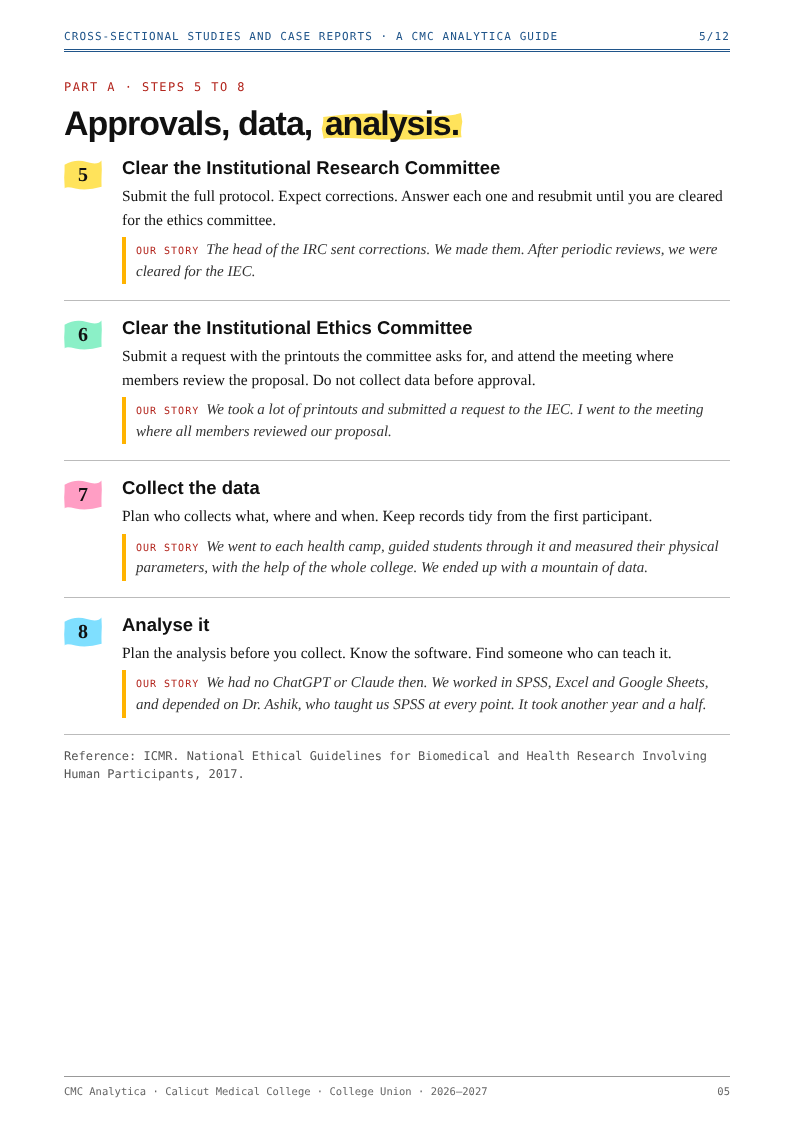 CROSS-SECTIONAL STUDIES AND CASE REPORTS · A CMC ANALYTICA GUIDE 5/12
PART A · STEPS 5 TO 8
Approvals, data, analysis.
5 Clear the Institutional Research Committee
Submit the full protocol. Expect corrections. Answer each one and resubmit until you are cleared
for the ethics committee.
OUR STORY The head of the IRC sent corrections. We made them. After periodic reviews, we were
cleared for the IEC.
6 Clear the Institutional Ethics Committee
Submit a request with the printouts the committee asks for, and attend the meeting where
members review the proposal. Do not collect data before approval.
OUR STORY We took a lot of printouts and submitted a request to the IEC. I went to the meeting
where all members reviewed our proposal.
7 Collect the data
Plan who collects what, where and when. Keep records tidy from the first participant.
OUR STORY We went to each health camp, guided students through it and measured their physical
parameters, with the help of the whole college. We ended up with a mountain of data.
8 Analyse it
Plan the analysis before you collect. Know the software. Find someone who can teach it.
OUR STORY We had no ChatGPT or Claude then. We worked in SPSS, Excel and Google Sheets,
and depended on Dr. Ashik, who taught us SPSS at every point. It took another year and a half.
Reference: ICMR. National Ethical Guidelines for Biomedical and Health Research Involving
Human Participants, 2017.
CMC Analytica · Calicut Medical College · College Union · 2026–2027 05